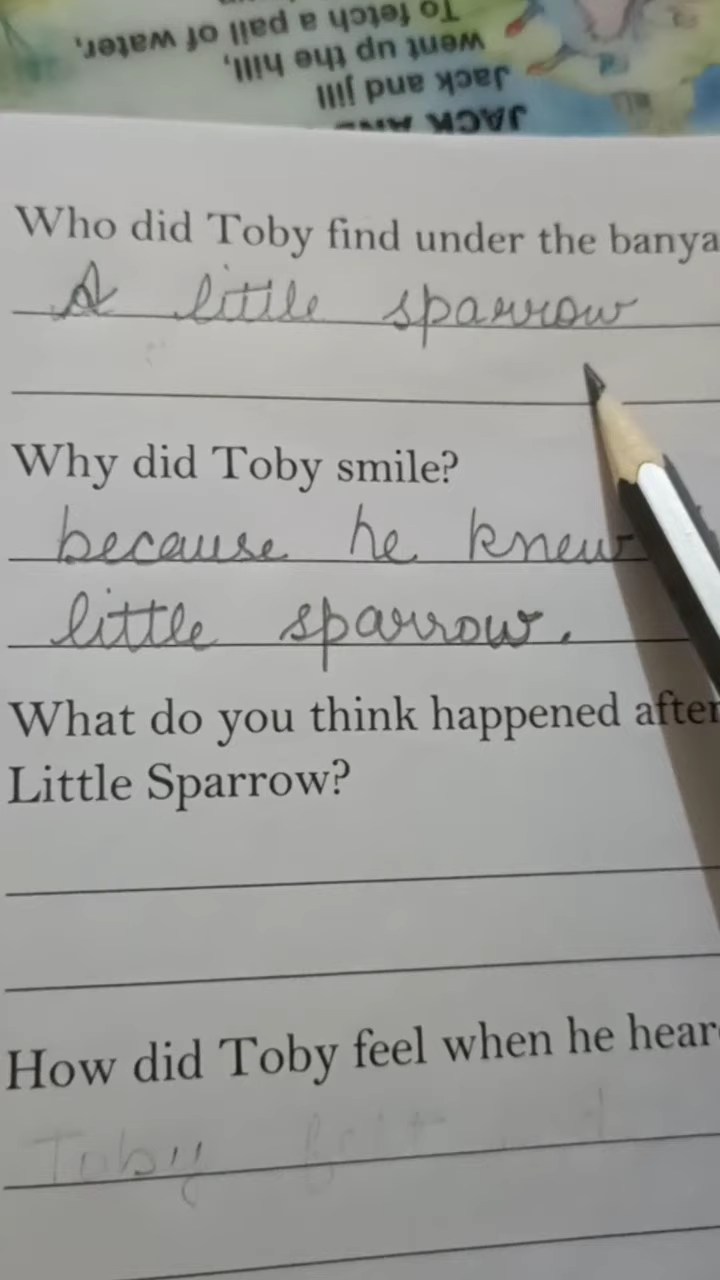 To fetch a pail of water,
went up the hill,
Jack and jill
JACK
Who did Toby find under the banya
A little sparrow
Why did Toby smile?
because he knew
little sparrow.
What do you think happened after
Little Sparrow?
How did Toby feel when he hear
Toby felt